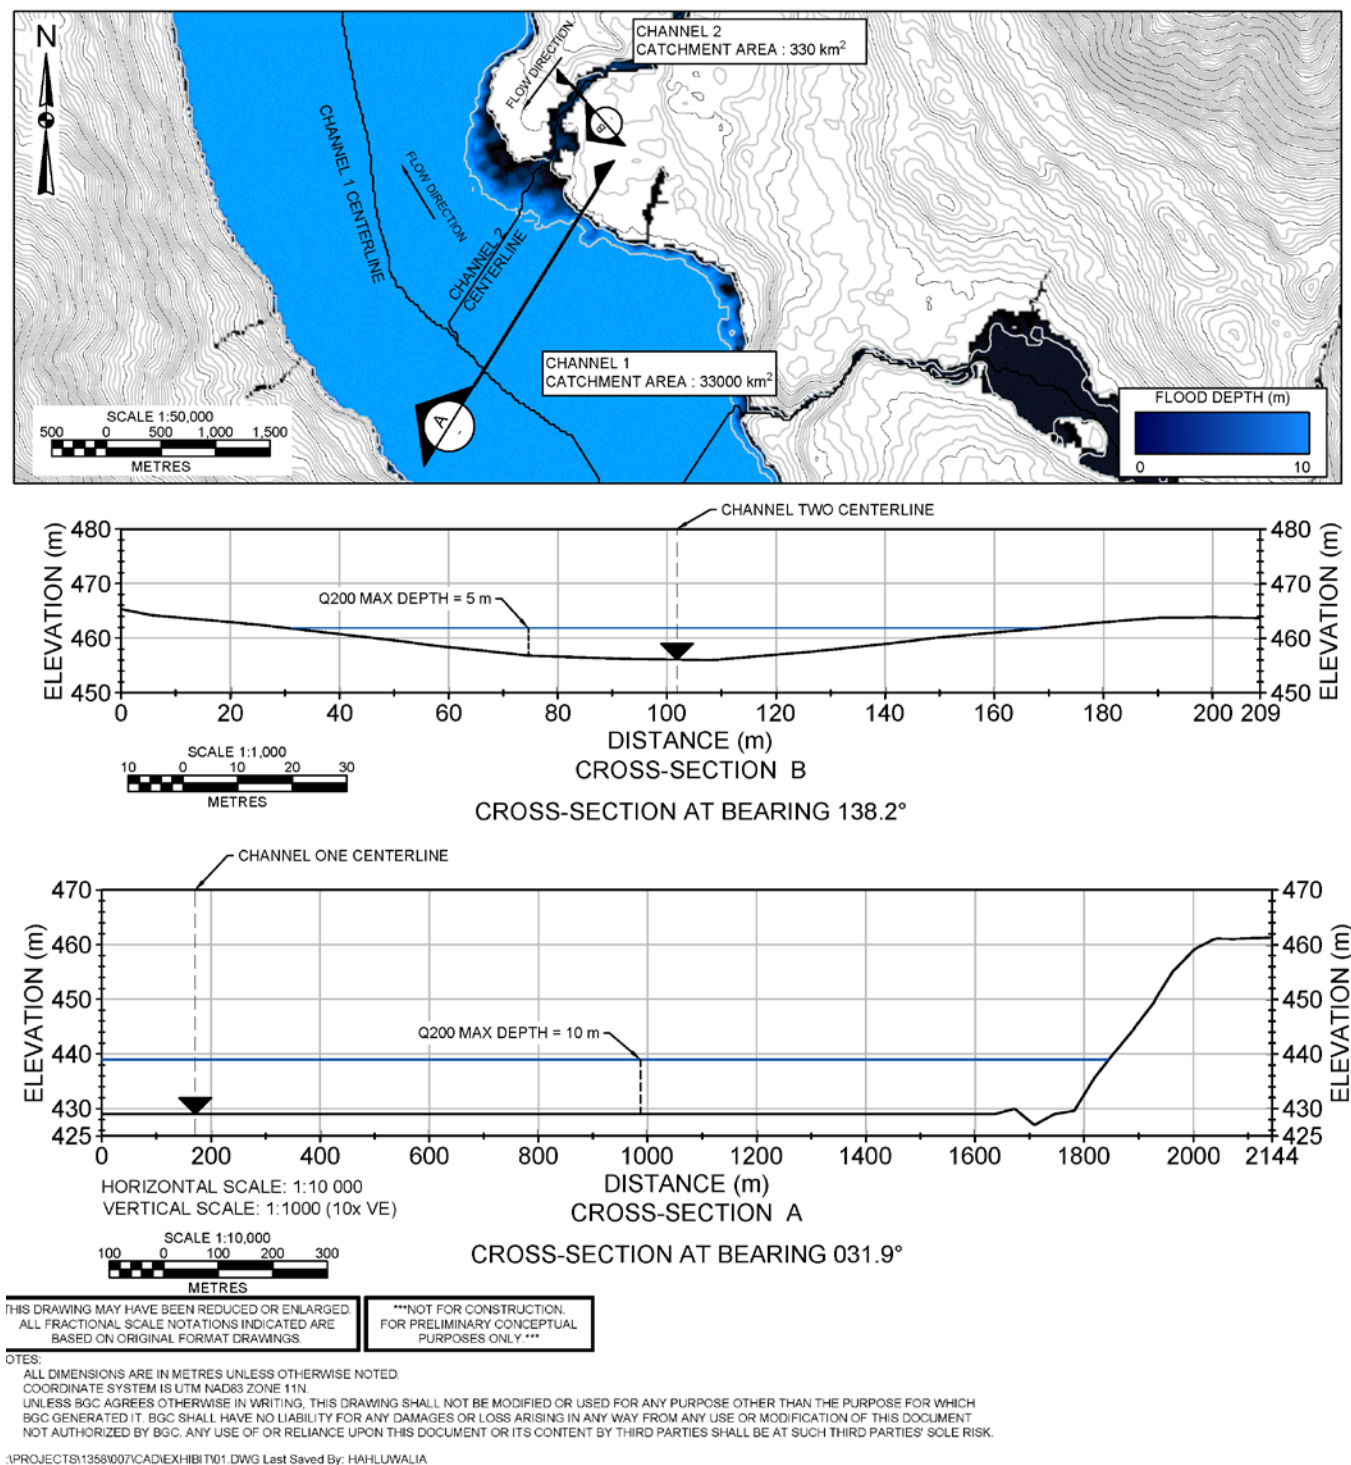 N
CHANNEL 2
CATCHMENT AREA : 330 km²
FLOW DIRECTION
B
CHANNEL 1 CENTERLINE
FLOW DIRECTION
CHANNEL 2
CENTERLINE
CHANNEL 1
CATCHMENT AREA : 33000 km²
A
SCALE 1:50,000
500 0 500 1,000 1,500
METRES
FLOOD DEPTH (m)
0 10
CHANNEL TWO CENTERLINE
ELEVATION (m)
480 480
470 470
460 460
450 450
ELEVATION (m)
Q200 MAX DEPTH = 5 m
0 20 40 60 80 100 120 140 160 180 200 209
DISTANCE (m)
CROSS-SECTION B
SCALE 1:1,000
10 0 10 20 30
METRES
CROSS-SECTION AT BEARING 138.2°
CHANNEL ONE CENTERLINE
ELEVATION (m)
470 470
460 460
450 450
440 440
430 430
425 425
ELEVATION (m)
Q200 MAX DEPTH = 10 m
0 200 400 600 800 1000 1200 1400 1600 1800 2000 2144
DISTANCE (m)
HORIZONTAL SCALE: 1:10 000
VERTICAL SCALE: 1:1000 (10x VE)
CROSS-SECTION A
SCALE 1:10,000
100 0 100 200 300
METRES
CROSS-SECTION AT BEARING 031.9°
THIS DRAWING MAY HAVE BEEN REDUCED OR ENLARGED.
ALL FRACTIONAL SCALE NOTATIONS INDICATED ARE
BASED ON ORIGINAL FORMAT DRAWINGS.
***NOT FOR CONSTRUCTION.
FOR PRELIMINARY CONCEPTUAL
PURPOSES ONLY.***
OTES:
ALL DIMENSIONS ARE IN METRES UNLESS OTHERWISE NOTED.
COORDINATE SYSTEM IS UTM NAD83 ZONE 11N.
UNLESS BGC AGREES OTHERWISE IN WRITING, THIS DRAWING SHALL NOT BE MODIFIED OR USED FOR ANY PURPOSE OTHER THAN THE PURPOSE FOR WHICH
BGC GENERATED IT. BGC SHALL HAVE NO LIABILITY FOR ANY DAMAGES OR LOSS ARISING IN ANY WAY FROM ANY USE OR MODIFICATION OF THIS DOCUMENT
NOT AUTHORIZED BY BGC. ANY USE OF OR RELIANCE UPON THIS DOCUMENT OR ITS CONTENT BY THIRD PARTIES SHALL BE AT SUCH THIRD PARTIES' SOLE RISK.
:\PROJECTS\1358\007\CAD\EXHIBIT\01.DWG Last Saved By: HAHLUWALIA